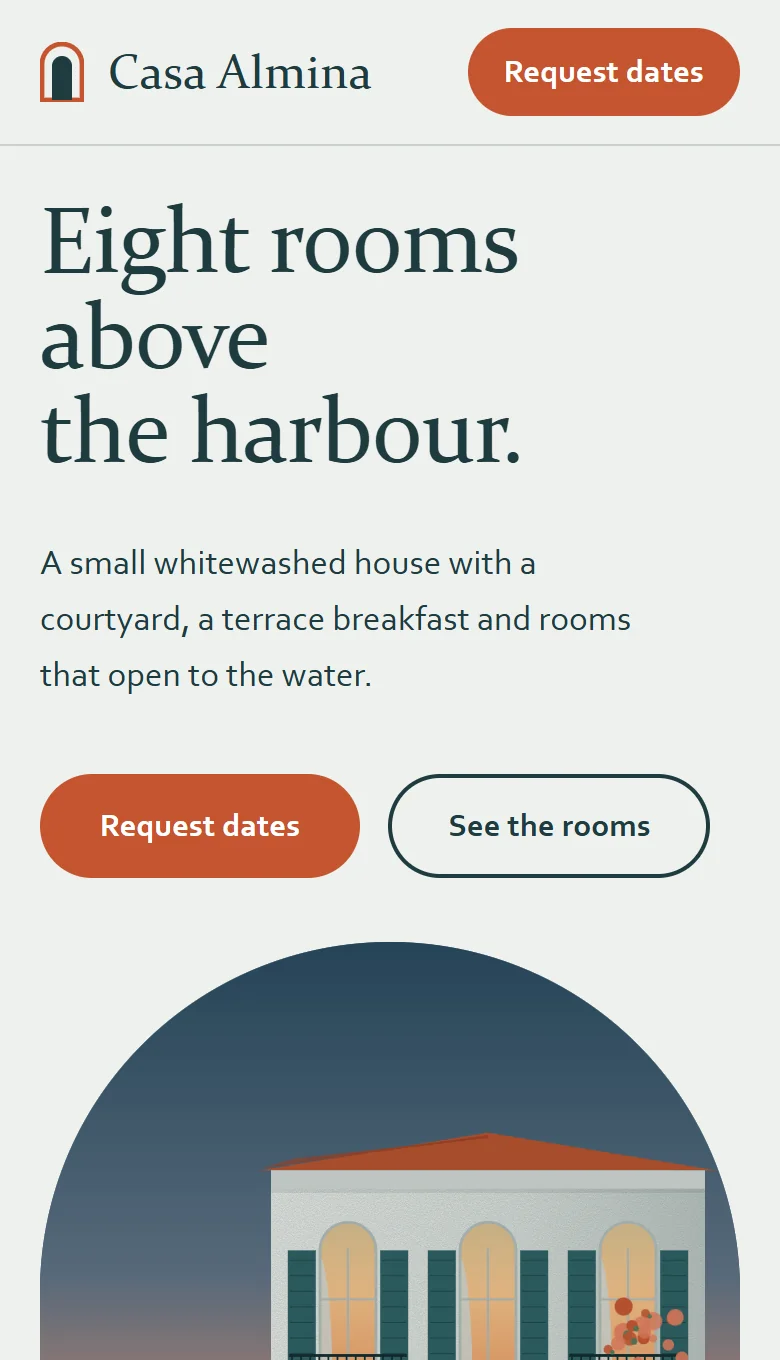 Casa Almina
Request dates
Eight rooms
above
the harbour.
A small whitewashed house with a
courtyard, a terrace breakfast and rooms
that open to the water.
Request dates
See the rooms